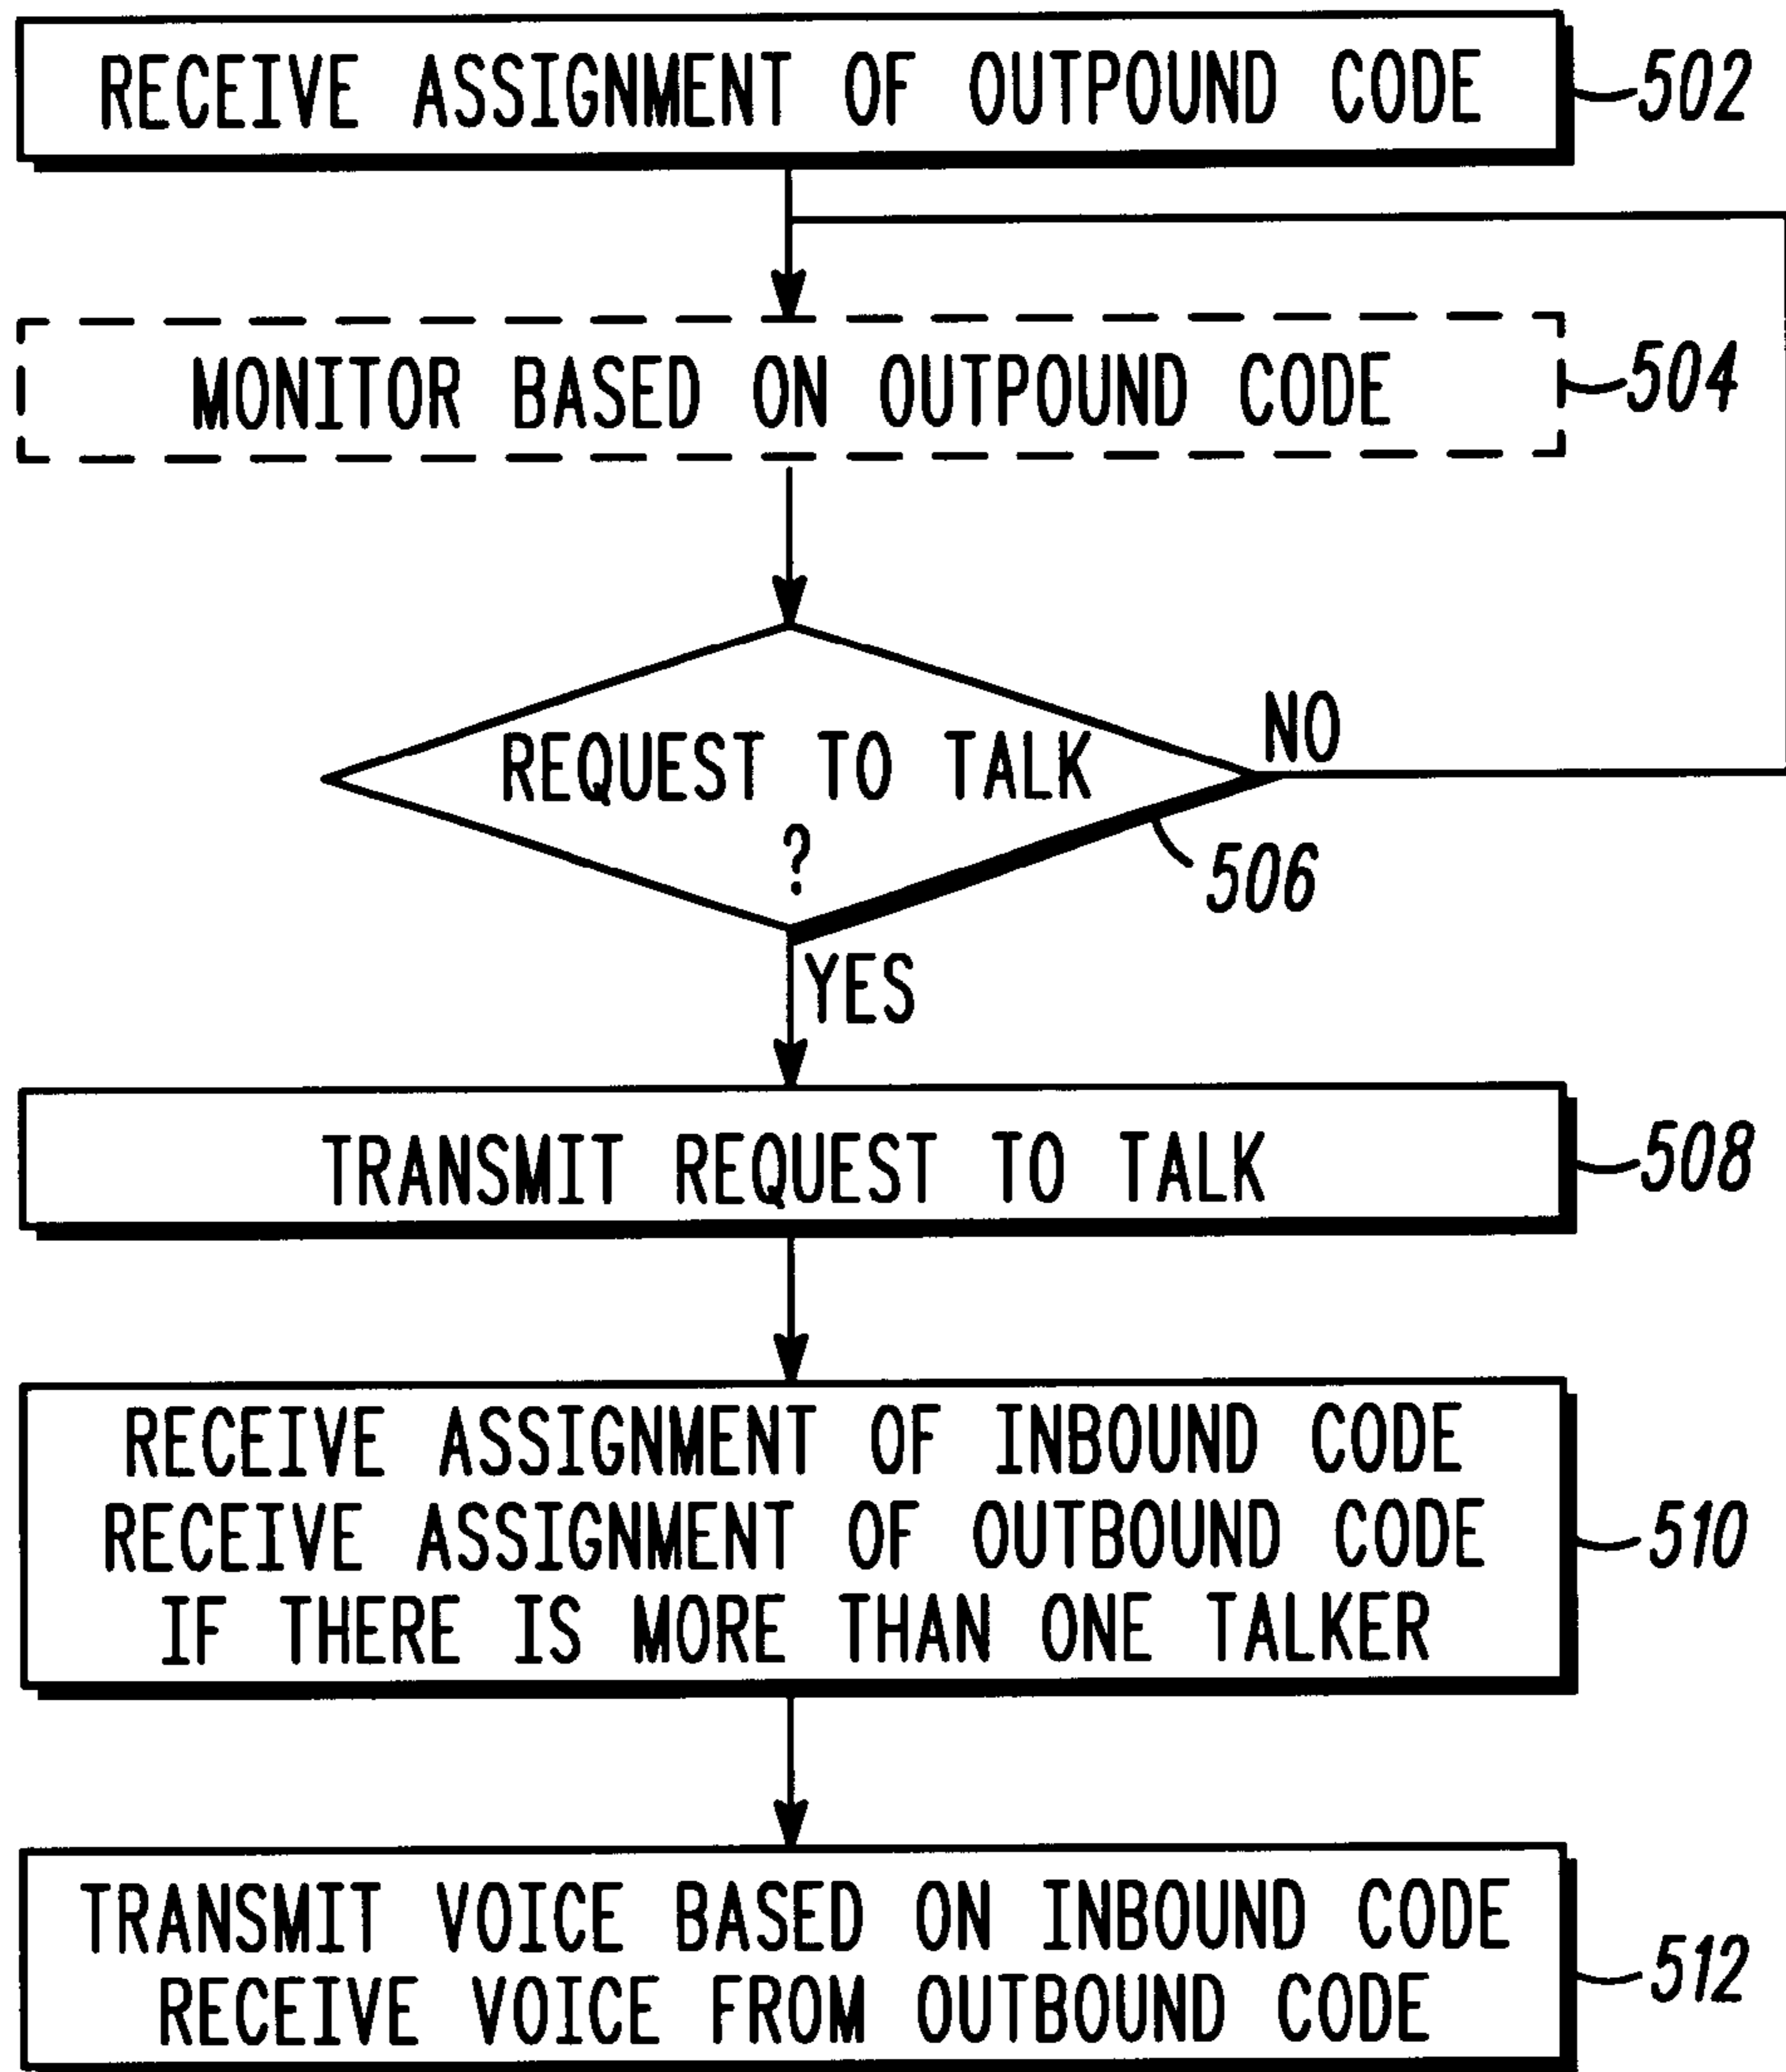 RECEIVE ASSIGNMENT OF OUTPOUND CODE
502
MONITOR BASED ON OUTPOUND CODE
504
REQUEST TO TALK
?
NO
506
YES
TRANSMIT REQUEST TO TALK
508
RECEIVE ASSIGNMENT OF INBOUND CODE
RECEIVE ASSIGNMENT OF OUTBOUND CODE
IF THERE IS MORE THAN ONE TALKER
510
TRANSMIT VOICE BASED ON INBOUND CODE
RECEIVE VOICE FROM OUTBOUND CODE
512